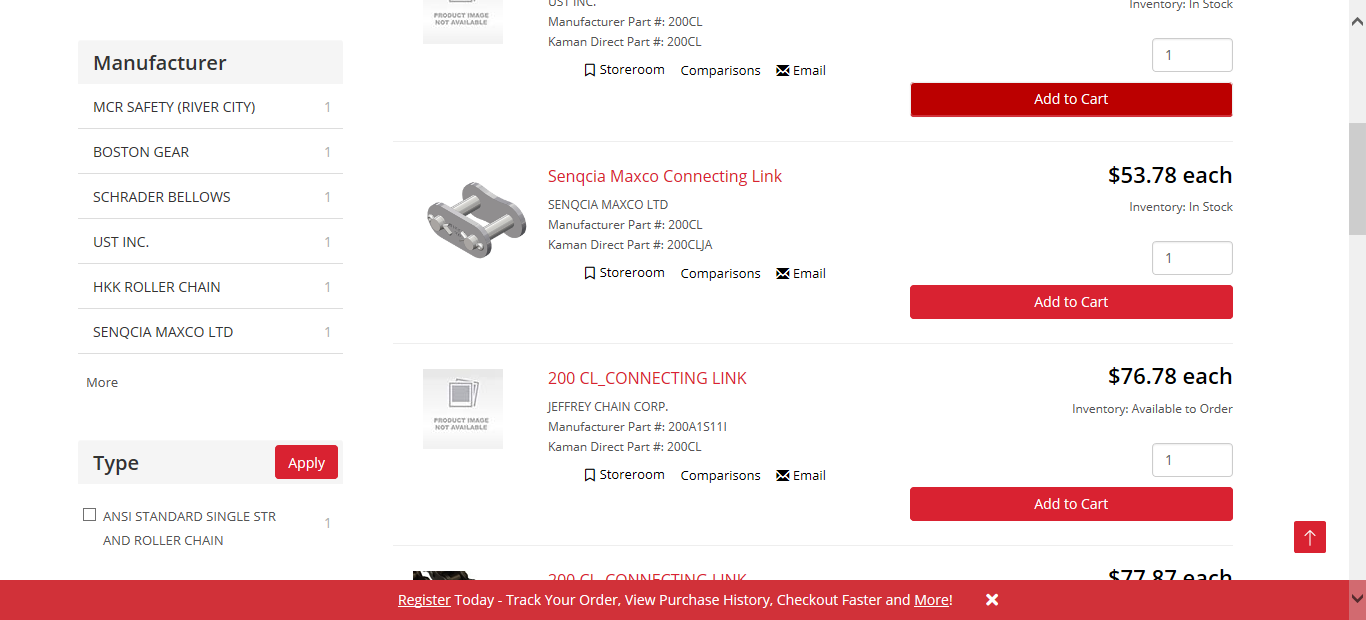 UST INC.
Inventory: In Stock
PRODUCT IMAGE
NOT AVAILABLE
Manufacturer Part #: 200CL
Kaman Direct Part #: 200CL
1
Storeroom Comparisons Email
Add to Cart
Manufacturer
MCR SAFETY (RIVER CITY) 1
BOSTON GEAR 1
SCHRADER BELLOWS 1
UST INC. 1
HKK ROLLER CHAIN 1
SENQCIA MAXCO LTD 1
More
Type Apply
ANSI STANDARD SINGLE STR
AND ROLLER CHAIN 1
Senqcia Maxco Connecting Link $53.78 each
SENQCIA MAXCO LTD Inventory: In Stock
Manufacturer Part #: 200CL
Kaman Direct Part #: 200CLJA
1
Storeroom Comparisons Email
Add to Cart
200 CL_CONNECTING LINK $76.78 each
JEFFREY CHAIN CORP. Inventory: Available to Order
PRODUCT IMAGE
NOT AVAILABLE
Manufacturer Part #: 200A1S11I
Kaman Direct Part #: 200CL
1
Storeroom Comparisons Email
Add to Cart
200 CL_CONNECTING LINK $77.87 each
Register Today - Track Your Order, View Purchase History, Checkout Faster and More!